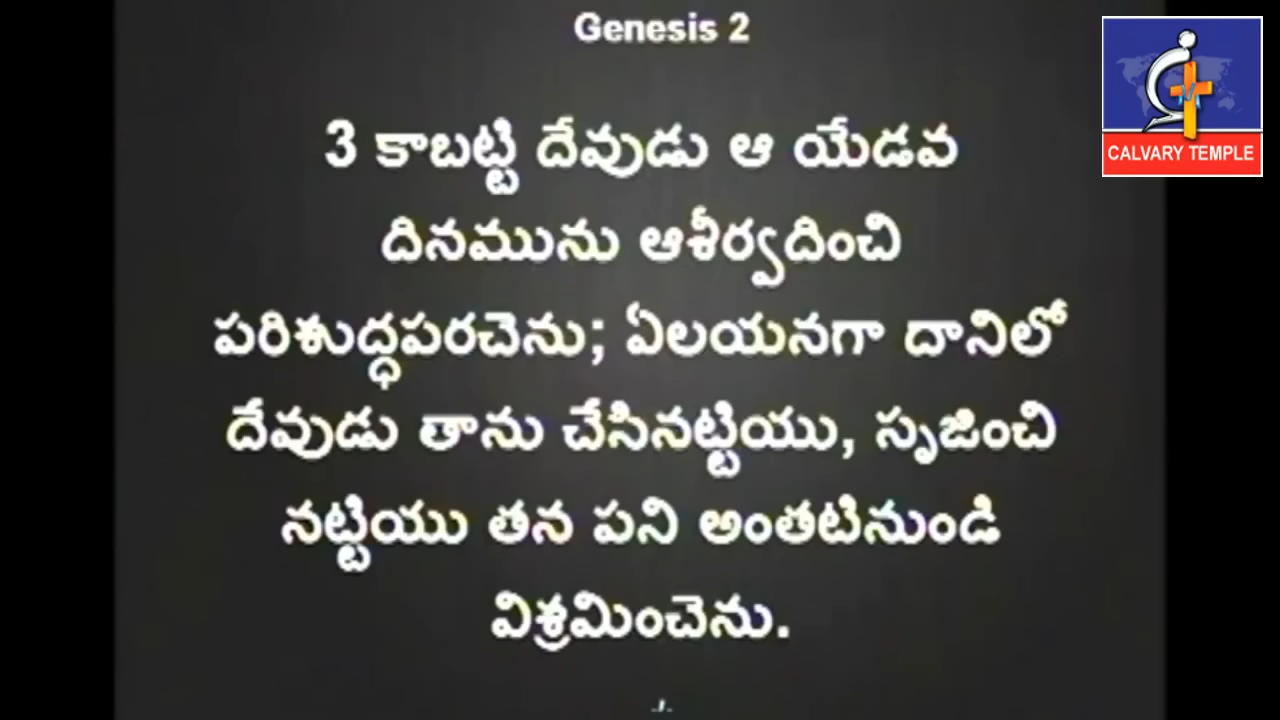 Genesis 2
CALVARY TEMPLE
3 కాబట్టి దేవుడు ఆ యేడవ
దినమును ఆశీర్వదించి
పరిశుద్ధపరచెను; ఏలయనగా దానిలో
దేవుడు తాను చేసినట్టియు, సృజించి
నట్టియు తన పని అంతటినుండి
విశ్రమించెను.